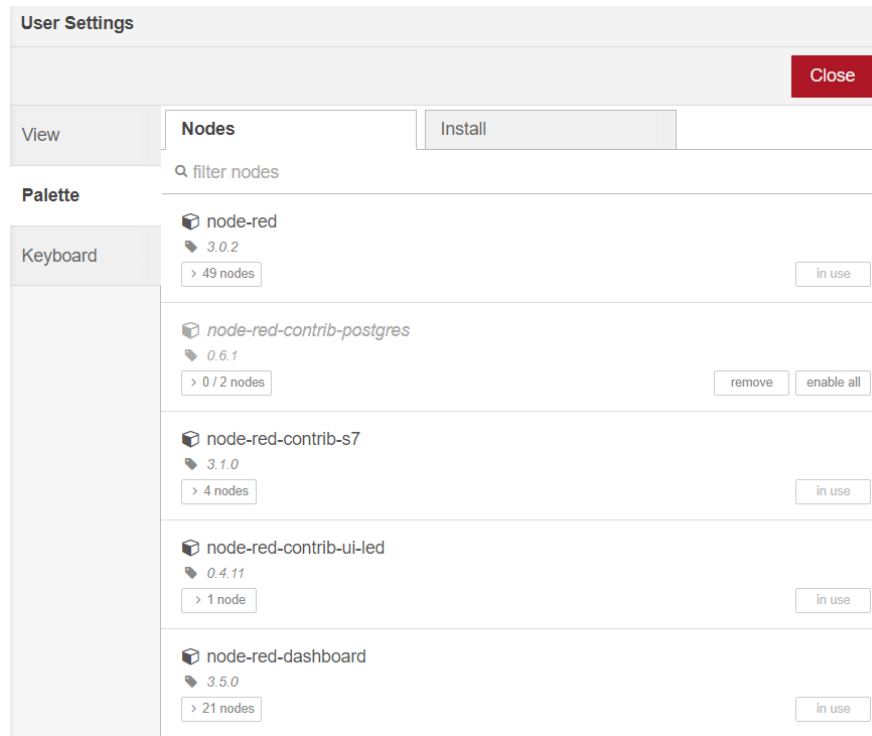 User Settings
Close
View
Palette
Keyboard
Nodes
Install
filter nodes
node-red
3.0.2
> 49 nodes
in use
node-red-contrib-postgres
0.6.1
> 0 / 2 nodes
remove
enable all
node-red-contrib-s7
3.1.0
> 4 nodes
in use
node-red-contrib-ui-led
0.4.11
> 1 node
in use
node-red-dashboard
3.5.0
> 21 nodes
in use